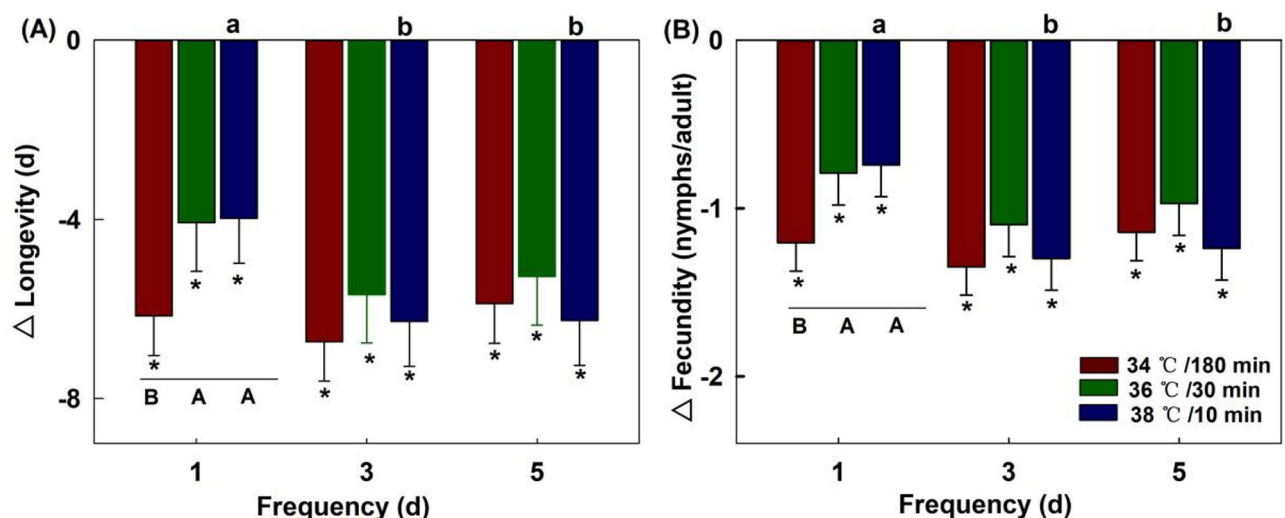 (A)
a b b
0
-4
-8
△ Longevity (d)
* * * * * * * * *
B A A
1 3 5
Frequency (d)
(B)
a b b
0
-1
-2
△ Fecundity (nymphs/adult)
* * * * * * * * *
B A A
34 ℃/180 min
36 ℃/30 min
38 ℃/10 min
1 3 5
Frequency (d)